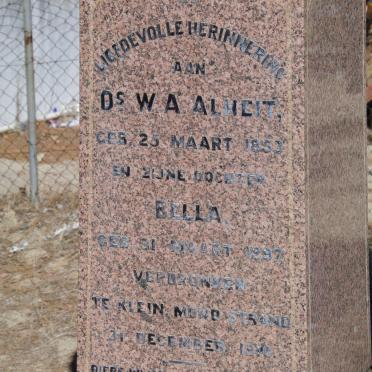 LIEFDEVOLLE HERINNERING
AAN
Ds W. A. ALHEIT.
GEB. 25 MAART 1853
EN ZIJNE DOCHTER
BELLA.
GEB 31 MAART 1897
VERDRONKEN
TE KLEIN MOND STRAND
31 DECEMBER